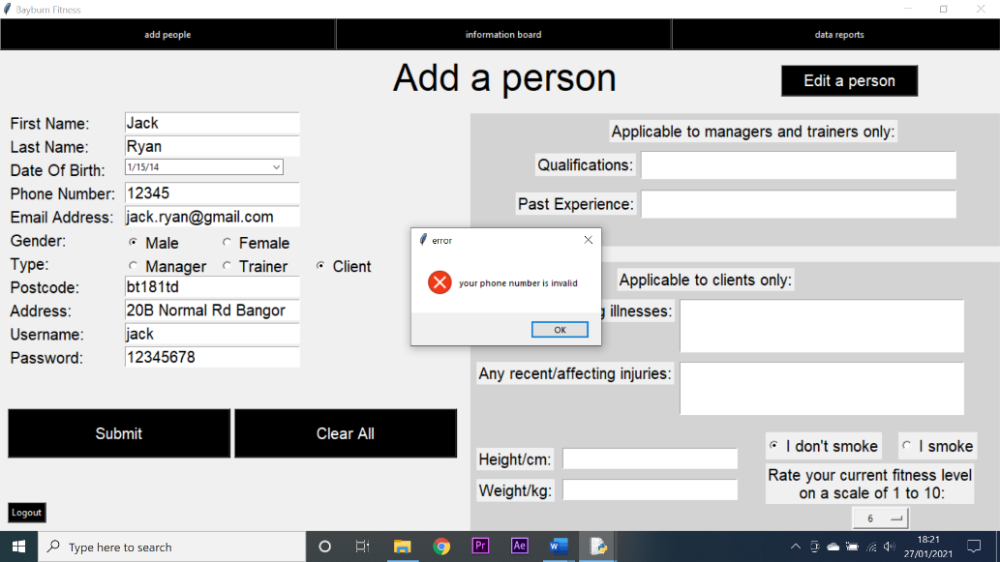 Bayburn Fitness
add people
information board
data reports
Add a person
Edit a person
First Name: Jack
Last Name: Ryan
Date Of Birth: 1/15/14
Phone Number: 12345
Email Address: jack.ryan@gmail.com
Gender: Male Female
Type: Manager Trainer Client
Postcode: bt181td
Address: 20B Normal Rd Bangor
Username: jack
Password: 12345678
Submit
Clear All
Logout
Applicable to managers and trainers only:
Qualifications:
Past Experience:
error
your phone number is invalid
OK
Applicable to clients only:
illnesses:
Any recent/affecting injuries:
Height/cm:
Weight/kg:
I don't smoke
I smoke
Rate your current fitness level
on a scale of 1 to 10:
6
Type here to search
Pr
Ae
18:21
27/01/2021